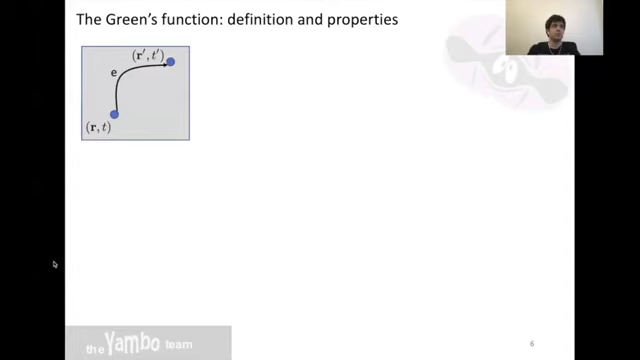 The Green's function: definition and properties
(r′, t′)
e
(r, t)
the Yambo team
6